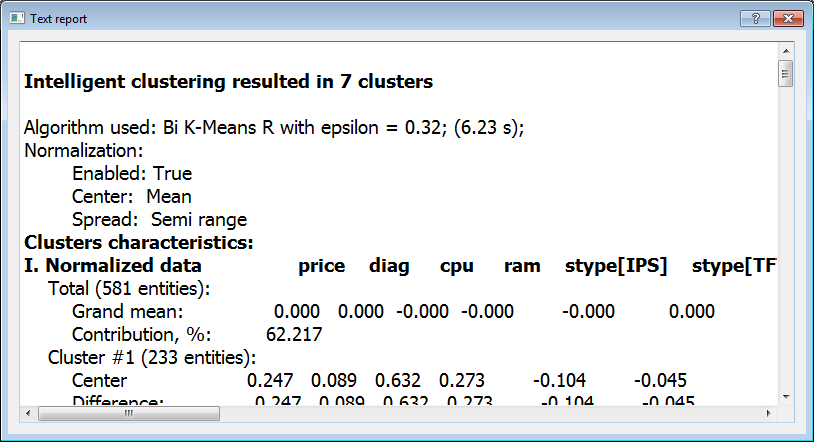 Text report
Intelligent clustering resulted in 7 clusters
Algorithm used: Bi K-Means R with epsilon = 0.32; (6.23 s);
Normalization:
Enabled: True
Center: Mean
Spread: Semi range
Clusters characteristics:
I. Normalized data price diag cpu ram stype[IPS] stype[TF
Total (581 entities):
Grand mean: 0.000 0.000 -0.000 -0.000 -0.000 0.000
Contribution, %: 62.217
Cluster #1 (233 entities):
Center 0.247 0.089 0.632 0.273 -0.104 -0.045
Difference: 0.247 0.089 0.632 0.273 -0.104 -0.045